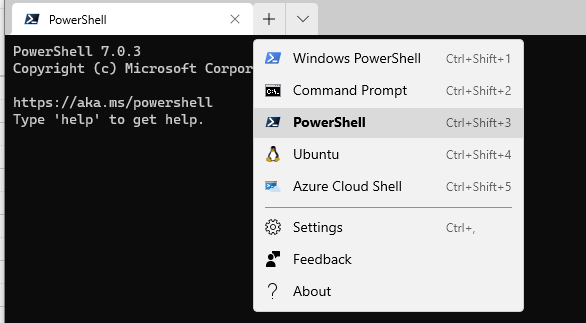 PowerShell
PowerShell 7.0.3
Copyright (c) Microsoft Corpor
https://aka.ms/powershell
Type 'help' to get help.
Windows PowerShell Ctrl+Shift+1
Command Prompt Ctrl+Shift+2
PowerShell Ctrl+Shift+3
Ubuntu Ctrl+Shift+4
Azure Cloud Shell Ctrl+Shift+5
Settings Ctrl+,
Feedback
About